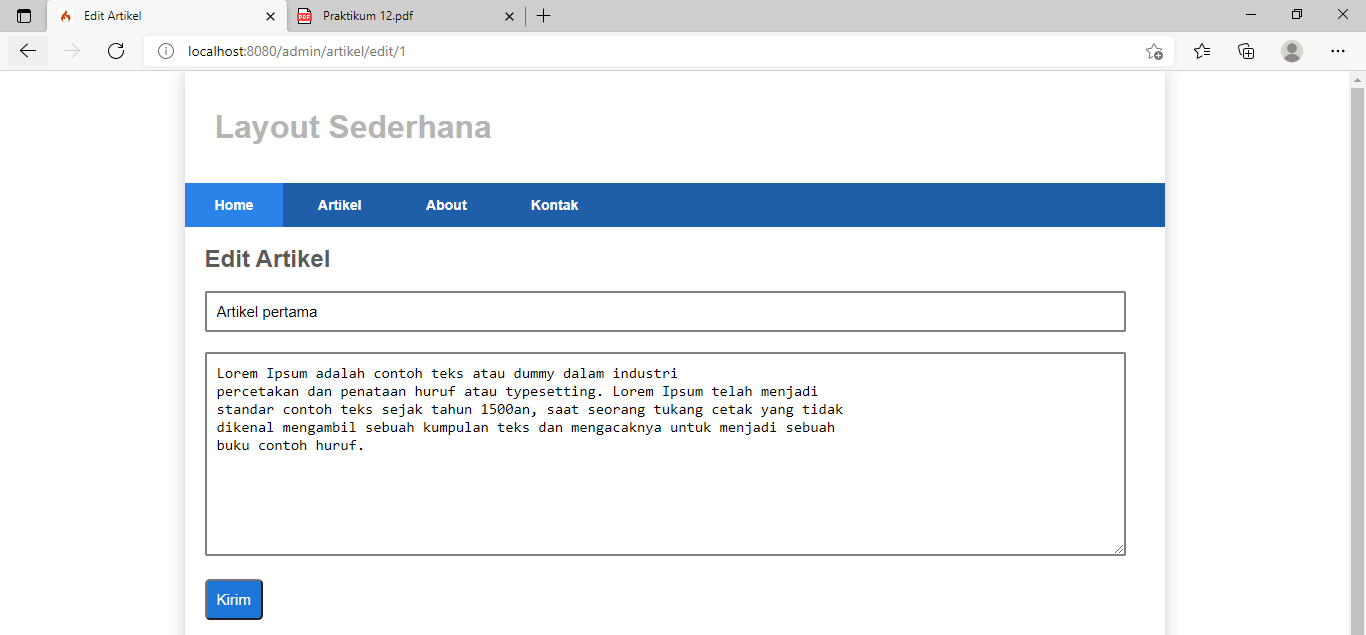 Edit Artikel
PDF
Praktikum 12.pdf
localhost:8080/admin/artikel/edit/1
Layout Sederhana
Home Artikel About Kontak
Edit Artikel
Artikel pertama
Lorem Ipsum adalah contoh teks atau dummy dalam industri
percetakan dan penataan huruf atau typesetting. Lorem Ipsum telah menjadi
standar contoh teks sejak tahun 1500an, saat seorang tukang cetak yang tidak
dikenal mengambil sebuah kumpulan teks dan mengacaknya untuk menjadi sebuah
buku contoh huruf.
Kirim